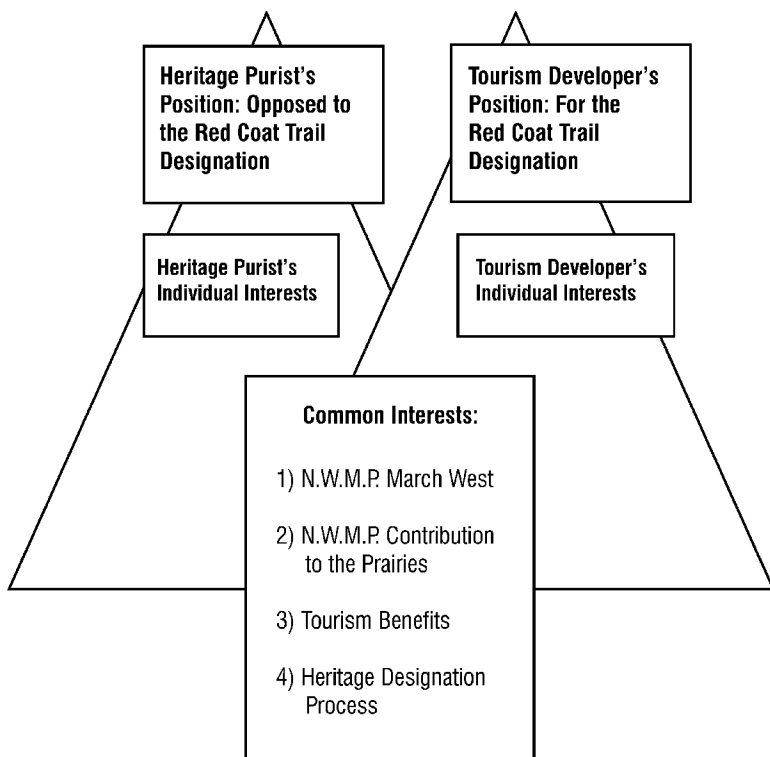 Heritage Purist's
Position: Opposed to
the Red Coat Trail
Designation
Tourism Developer's
Position: For the
Red Coat Trail
Designation
Heritage Purist's
Individual Interests
Tourism Developer's
Individual Interests
Common Interests:
1) N.W.M.P. March West
2) N.W.M.P. Contribution
to the Prairies
3) Tourism Benefits
4) Heritage Designation
Process